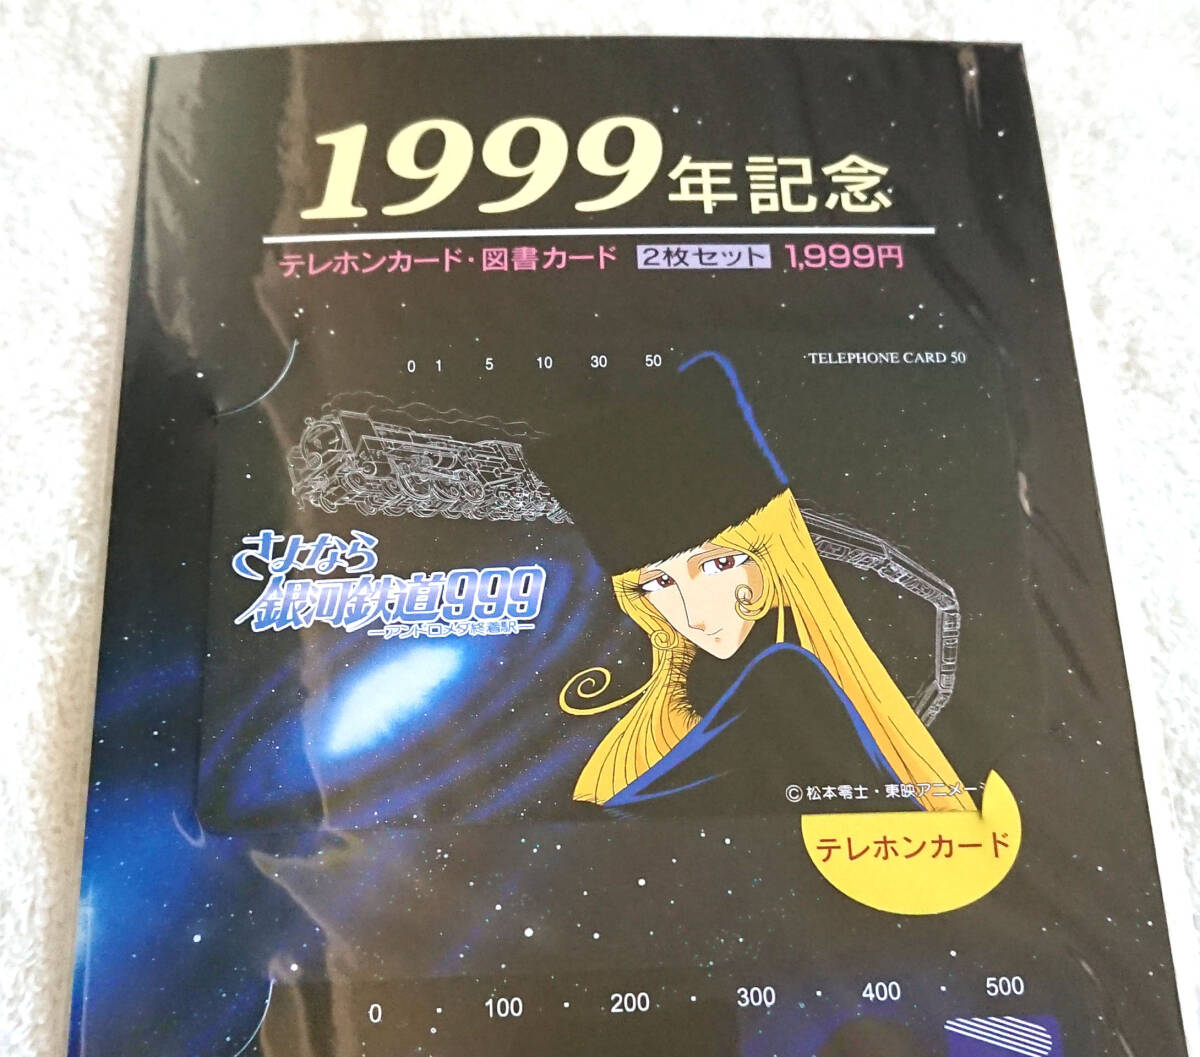 1999年記念
テレホンカード・図書カード 2枚セット 1,999円
0 1 5 10 30 50 TELEPHONE CARD 50
さよなら
銀河鉄道999
―アンドロメダ終着駅―
©松本零士・東映アニメー
テレホンカード
0 ・ 100 ・ 200 ・ 300 ・ 400 ・ 500